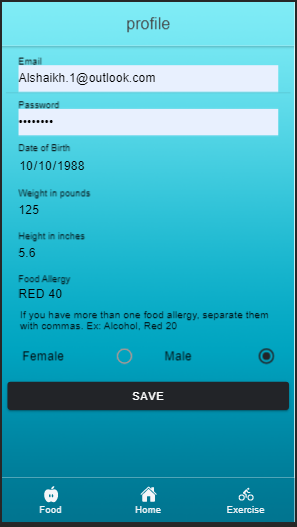 profile
Email
Alshaikh.1@outlook.com
Password
••••••••
Date of Birth
10/10/1988
Weight in pounds
125
Height in inches
5.6
Food Allergy
RED 40
If you have more than one food allergy, separate them
with commas. Ex: Alcohol, Red 20
Female Male
SAVE
Food Home Exercise